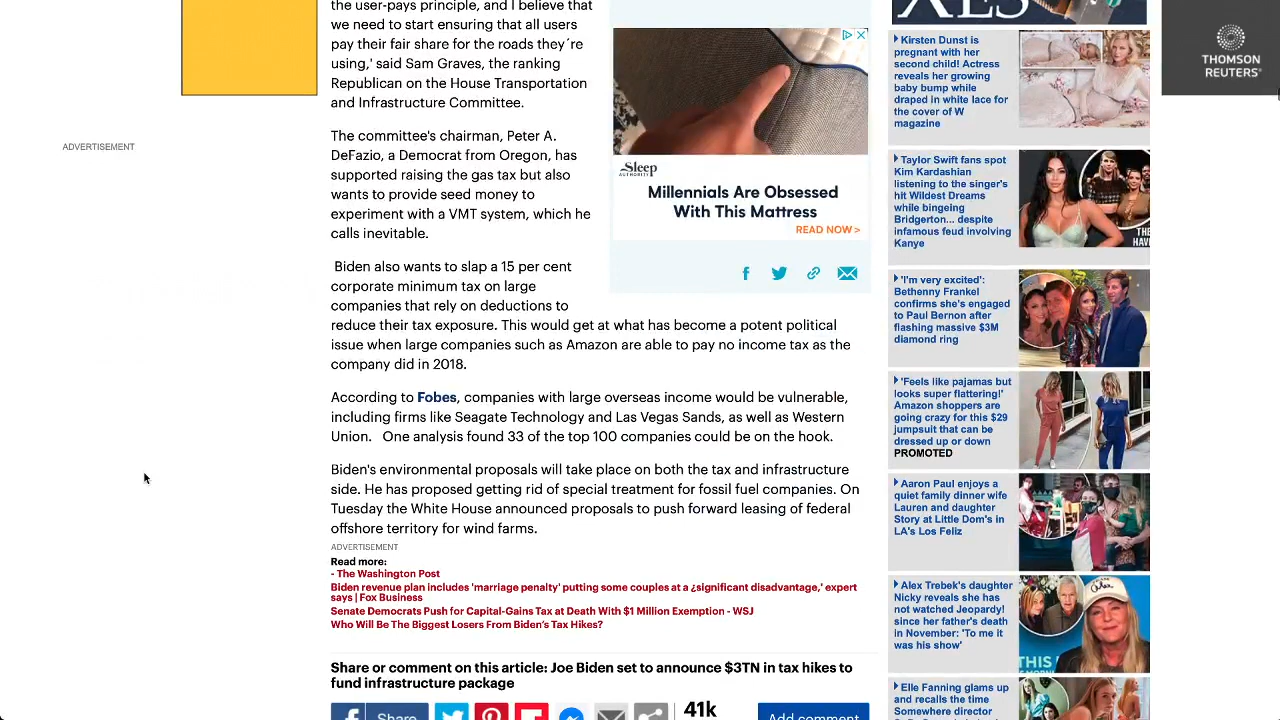 the user-pays principle, and I believe that
we need to start ensuring that all users
pay their fair share for the roads they´re
using,' said Sam Graves, the ranking
Republican on the House Transportation
and Infrastructure Committee.
ADVERTISEMENT
The committee's chairman, Peter A.
DeFazio, a Democrat from Oregon, has
supported raising the gas tax but also
wants to provide seed money to
experiment with a VMT system, which he
calls inevitable.
Biden also wants to slap a 15 per cent
corporate minimum tax on large
companies that rely on deductions to
reduce their tax exposure. This would get at what has become a potent political
issue when large companies such as Amazon are able to pay no income tax as the
company did in 2018.
According to Fobes, companies with large overseas income would be vulnerable,
including firms like Seagate Technology and Las Vegas Sands, as well as Western
Union. One analysis found 33 of the top 100 companies could be on the hook.
Biden's environmental proposals will take place on both the tax and infrastructure
side. He has proposed getting rid of special treatment for fossil fuel companies. On
Tuesday the White House announced proposals to push forward leasing of federal
offshore territory for wind farms.
ADVERTISEMENT
Read more:
- The Washington Post
Biden revenue plan includes 'marriage penalty' putting some couples at a ¿significant disadvantage,' expert
says | Fox Business
Senate Democrats Push for Capital-Gains Tax at Death With $1 Million Exemption - WSJ
Who Will Be The Biggest Losers From Biden's Tax Hikes?
Share or comment on this article: Joe Biden set to announce $3TN in tax hikes to
fund infrastructure package
Share
41k
Add comment
Sleep
AUTHORITY
Millennials Are Obsessed
With This Mattress
READ NOW >
XES
Kirsten Dunst is
pregnant with her
second child! Actress
reveals her growing
baby bump while
draped in white lace for
the cover of W
magazine
Taylor Swift fans spot
Kim Kardashian
listening to the singer's
hit Wildest Dreams
while bingeing
Bridgerton... despite
infamous feud involving
Kanye
THE
HAV
'I'm very excited':
Bethenny Frankel
confirms she's engaged
to Paul Bernon after
flashing massive $3M
diamond ring
'Feels like pajamas but
looks super flattering!'
Amazon shoppers are
going crazy for this $29
jumpsuit that can be
dressed up or down
PROMOTED
Aaron Paul enjoys a
quiet family dinner wife
Lauren and daughter
Story at Little Dom's in
LA's Los Feliz
Alex Trebek's daughter
Nicky reveals she has
not watched Jeopardy!
since her father's death
in November: 'To me it
was his show'
THIS
Elle Fanning glams up
and recalls the time
Somewhere director
THOMSON
REUTERS